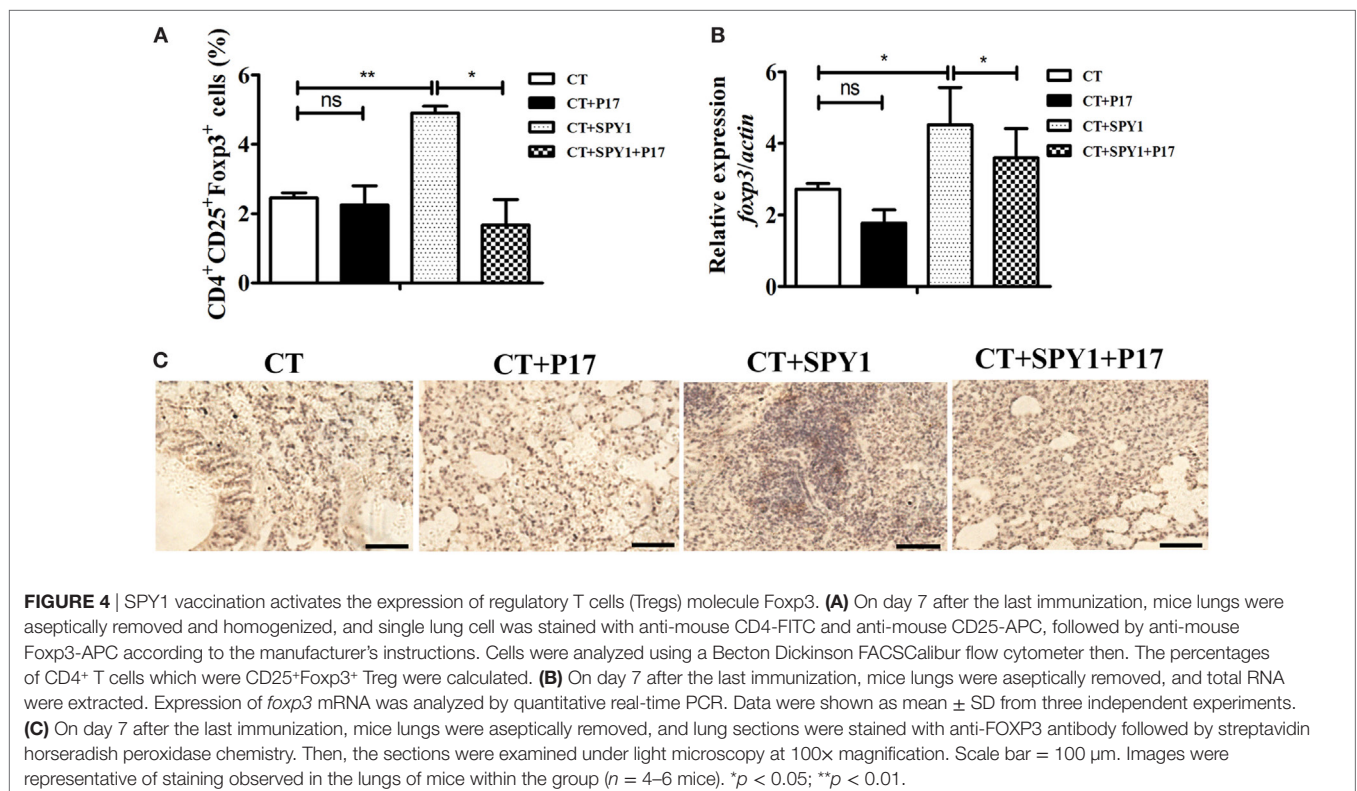 A
CD4⁺CD25⁺Foxp3⁺ cells (%)
6
4
2
0
**
*
ns
CT
CT+P17
CT+SPY1
CT+SPY1+P17
B
Relative expression
foxp3/actin
6
4
2
0
*
*
ns
CT
CT+P17
CT+SPY1
CT+SPY1+P17
C
CT
CT+P17
CT+SPY1
CT+SPY1+P17
FIGURE 4 | SPY1 vaccination activates the expression of regulatory T cells (Tregs) molecule Foxp3. (A) On day 7 after the last immunization, mice lungs were
aseptically removed and homogenized, and single lung cell was stained with anti-mouse CD4-FITC and anti-mouse CD25-APC, followed by anti-mouse
Foxp3-APC according to the manufacturer's instructions. Cells were analyzed using a Becton Dickinson FACSCalibur flow cytometer then. The percentages
of CD4⁺ T cells which were CD25⁺Foxp3⁺ Treg were calculated. (B) On day 7 after the last immunization, mice lungs were aseptically removed, and total RNA
were extracted. Expression of foxp3 mRNA was analyzed by quantitative real-time PCR. Data were shown as mean ± SD from three independent experiments.
(C) On day 7 after the last immunization, mice lungs were aseptically removed, and lung sections were stained with anti-FOXP3 antibody followed by streptavidin
horseradish peroxidase chemistry. Then, the sections were examined under light microscopy at 100× magnification. Scale bar = 100 μm. Images were
representative of staining observed in the lungs of mice within the group (n = 4–6 mice). *p < 0.05; **p < 0.01.